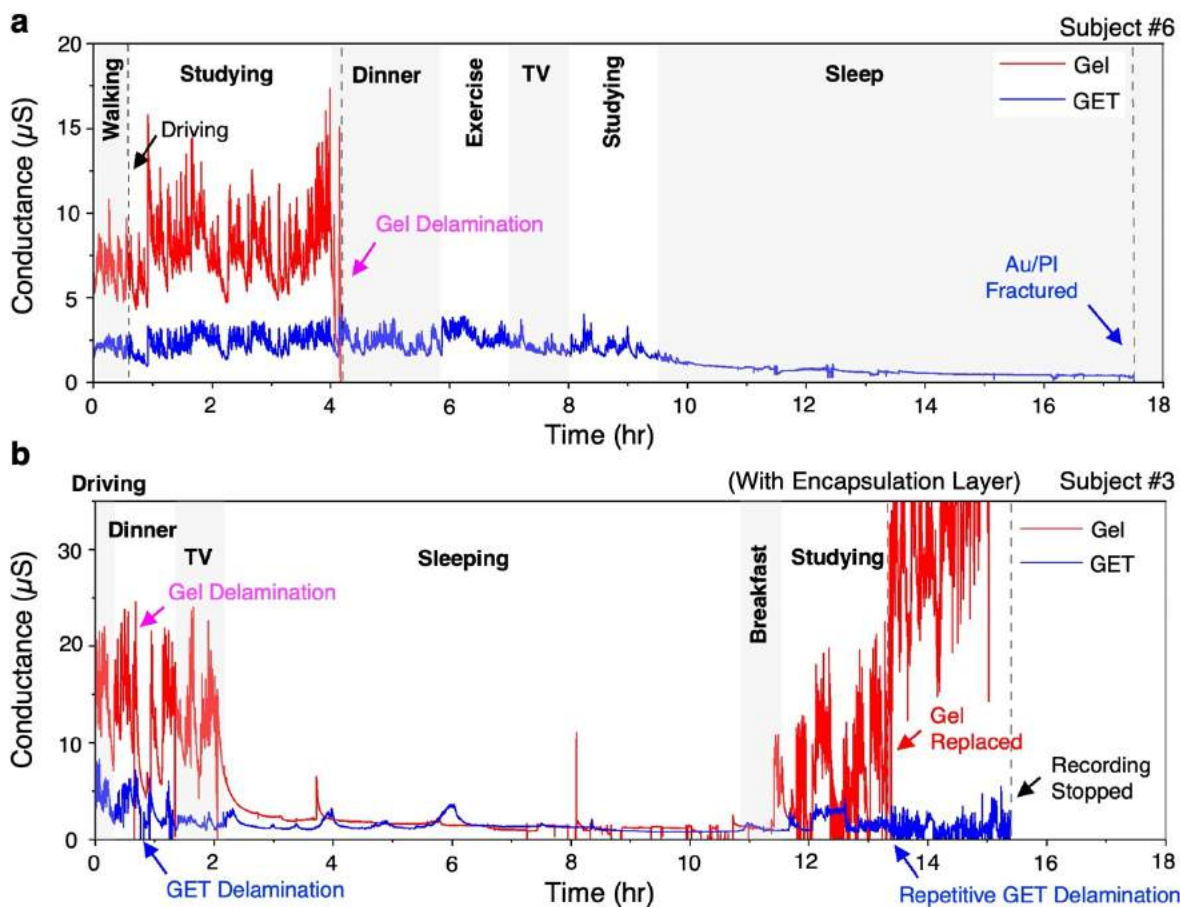 a
Subject #6
20
15
10
5
0
Conductance (µS)
Walking
Studying
Driving
Dinner
Exercise
TV
Studying
Sleep
Gel
GET
Gel Delamination
Au/PI
Fractured
0 2 4 6 8 10 12 14 16 18
Time (hr)
b
Driving
(With Encapsulation Layer)
Subject #3
30
20
10
0
Conductance (µS)
Dinner
TV
Gel Delamination
Sleeping
Breakfast
Studying
Gel
GET
Gel
Replaced
Recording
Stopped
0 2 4 6 8 10 12 14 16 18
GET Delamination
Time (hr)
Repetitive GET Delamination